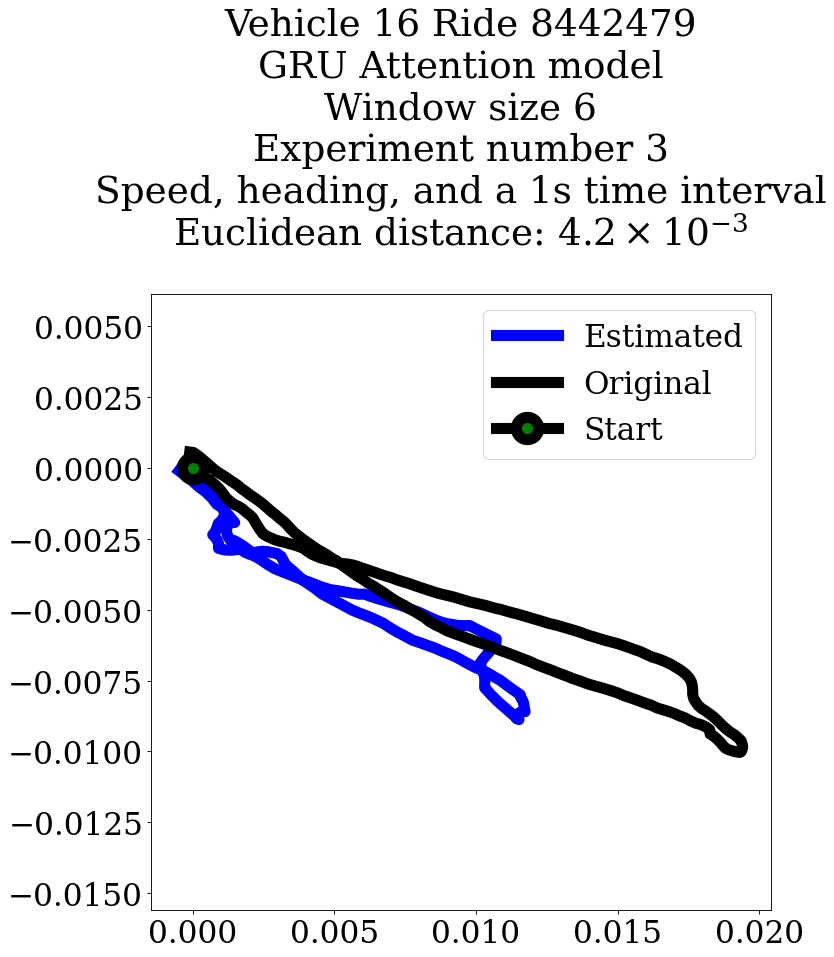 Vehicle 16 Ride 8442479
GRU Attention model
Window size 6
Experiment number 3
Speed, heading, and a 1s time interval
Euclidean distance: 4.2 × 10⁻³
Estimated
Original
Start
0.0050
0.0025
0.0000
−0.0025
−0.0050
−0.0075
−0.0100
−0.0125
−0.0150
0.000 0.005 0.010 0.015 0.020